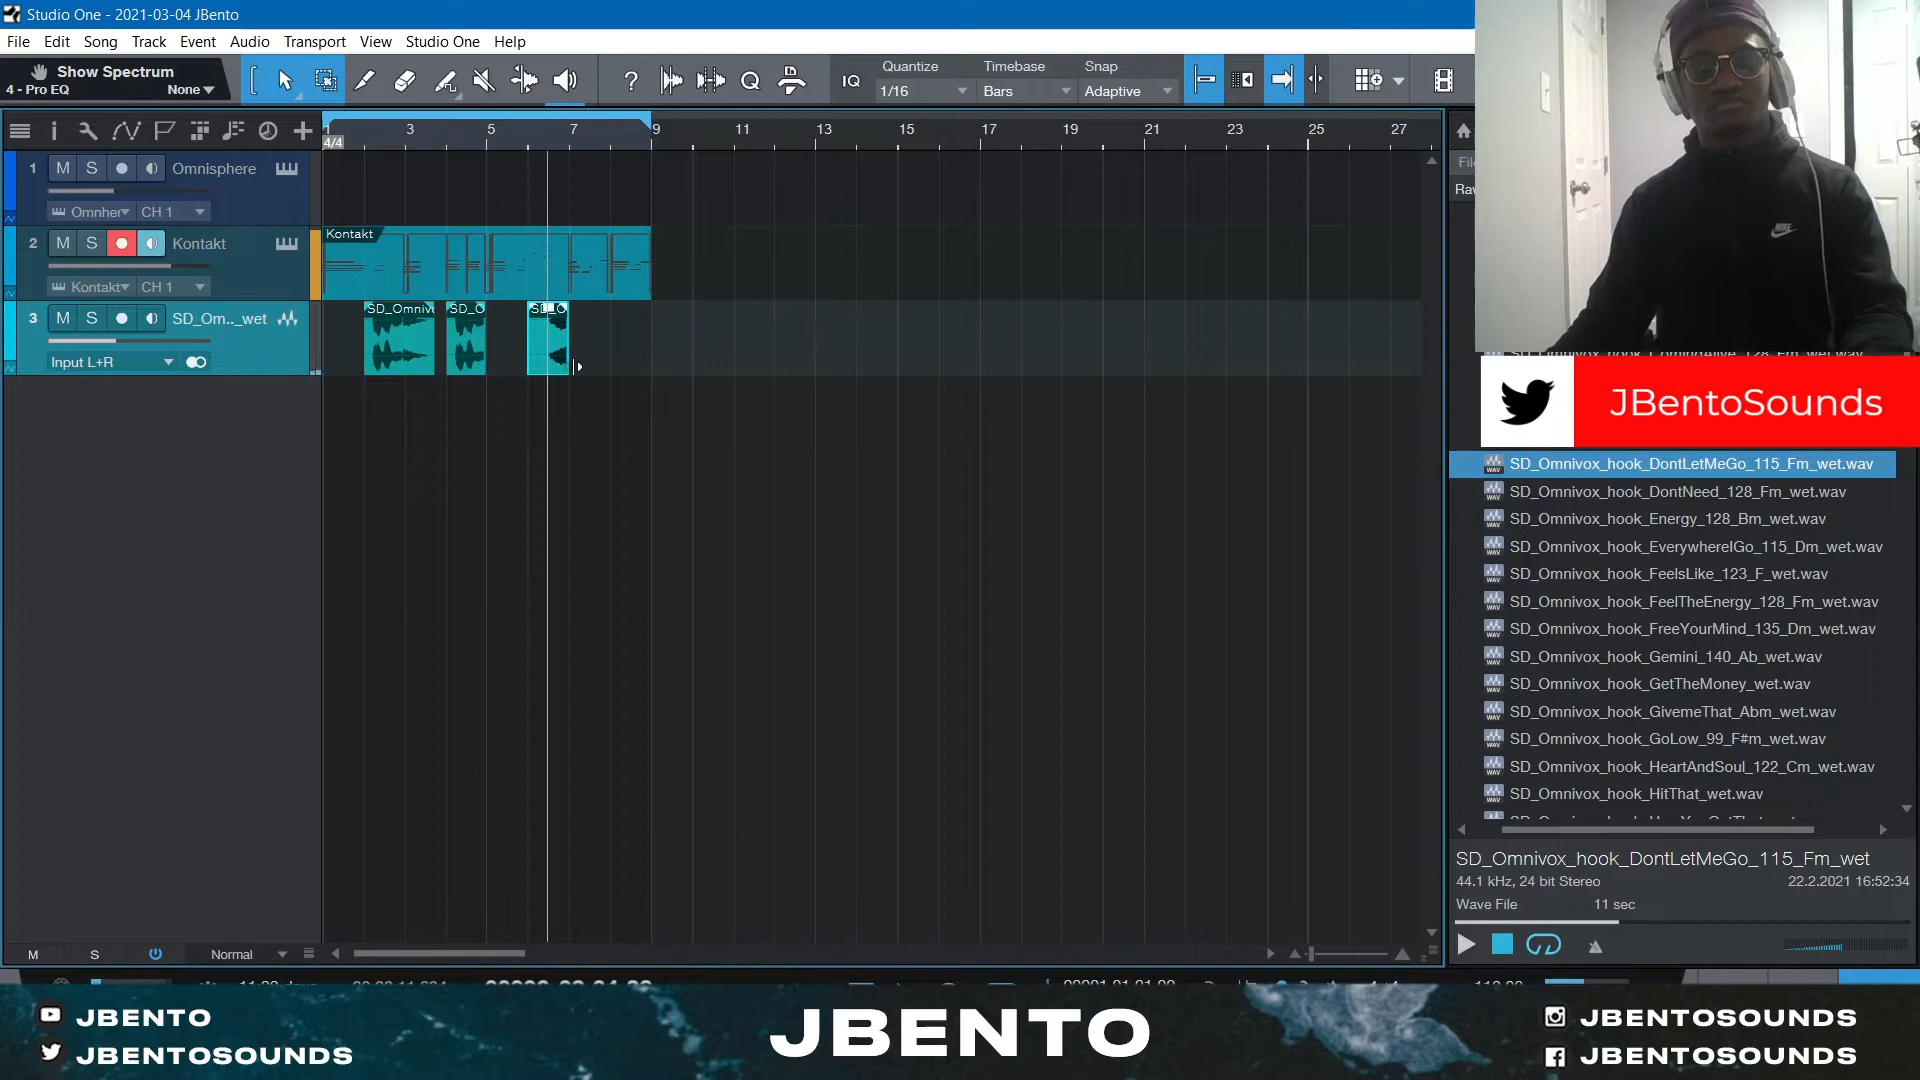 Studio One - 2021-03-04 JBento
File Edit Song Track Event Audio Transport View Studio One Help
Show Spectrum
4 - Pro EQ None
IQ
Quantize Timebase Snap
1/16 Bars Adaptive
1 3 5 7 9 11 13 15 17 19 21 23 25 27
4/4
1 M S Omnisphere
Omnher CH 1
2 M S Kontakt
Kontakt CH 1
Kontakt
3 M S SD_Om.._wet
Input L+R
SD_Omniv SD_O SD_O
NIKE
JBentoSounds
SD_Omnivox_hook_DontLetMeGo_115_Fm_wet.wav
SD_Omnivox_hook_DontNeed_128_Fm_wet.wav
SD_Omnivox_hook_Energy_128_Bm_wet.wav
SD_Omnivox_hook_EverywhereIGo_115_Dm_wet.wav
SD_Omnivox_hook_FeelsLike_123_F_wet.wav
SD_Omnivox_hook_FeelTheEnergy_128_Fm_wet.wav
SD_Omnivox_hook_FreeYourMind_135_Dm_wet.wav
SD_Omnivox_hook_Gemini_140_Ab_wet.wav
SD_Omnivox_hook_GetTheMoney_wet.wav
SD_Omnivox_hook_GivemeThat_Abm_wet.wav
SD_Omnivox_hook_GoLow_99_F#m_wet.wav
SD_Omnivox_hook_HeartAndSoul_122_Cm_wet.wav
SD_Omnivox_hook_HitThat_wet.wav
SD_Omnivox_hook_DontLetMeGo_115_Fm_wet
44.1 kHz, 24 bit Stereo 22.2.2021 16:52:34
Wave File 11 sec
M S Normal
JBENTO
JBENTOSOUNDS
JBENTO
JBENTOSOUNDS
JBENTOSOUNDS